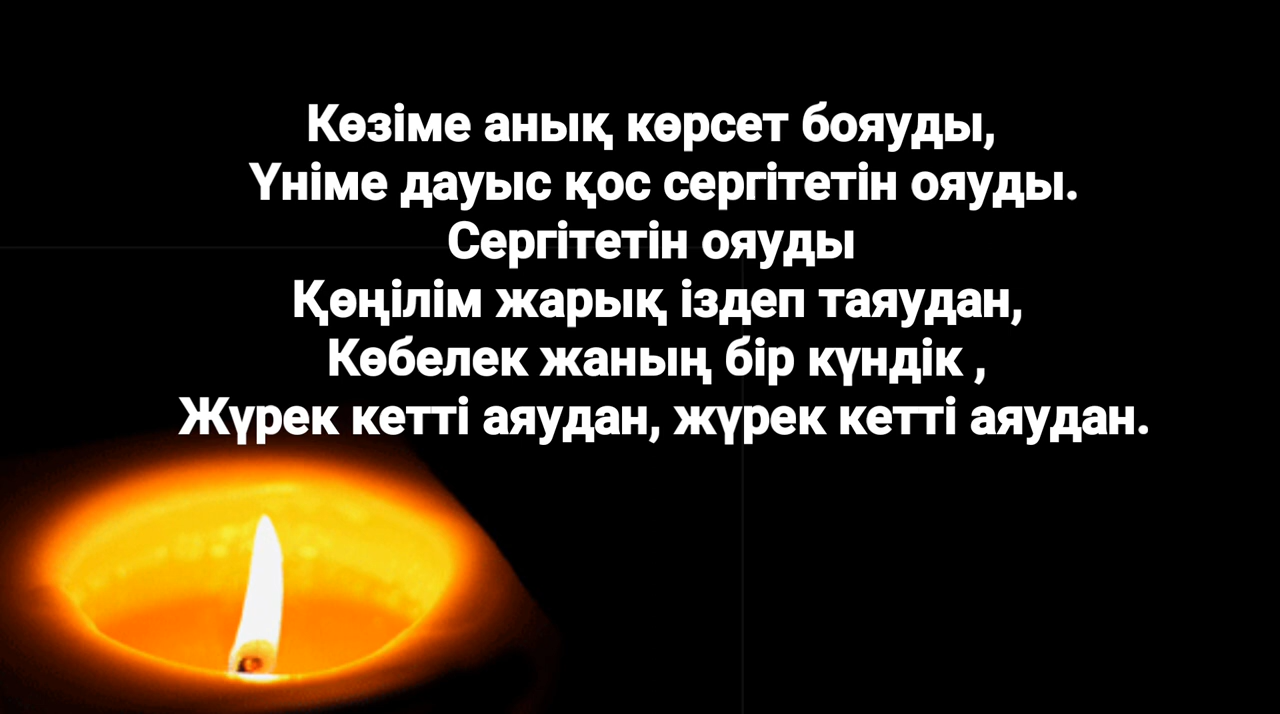 Көзіме анық көрсет бояуды,
Үніме дауыс қос сергітетін ояуды.
Сергітетін ояуды
Қөңілім жарық іздеп таяудан,
Көбелек жаның бір күндік ,
Жүрек кетті аяудан, жүрек кетті аяудан.